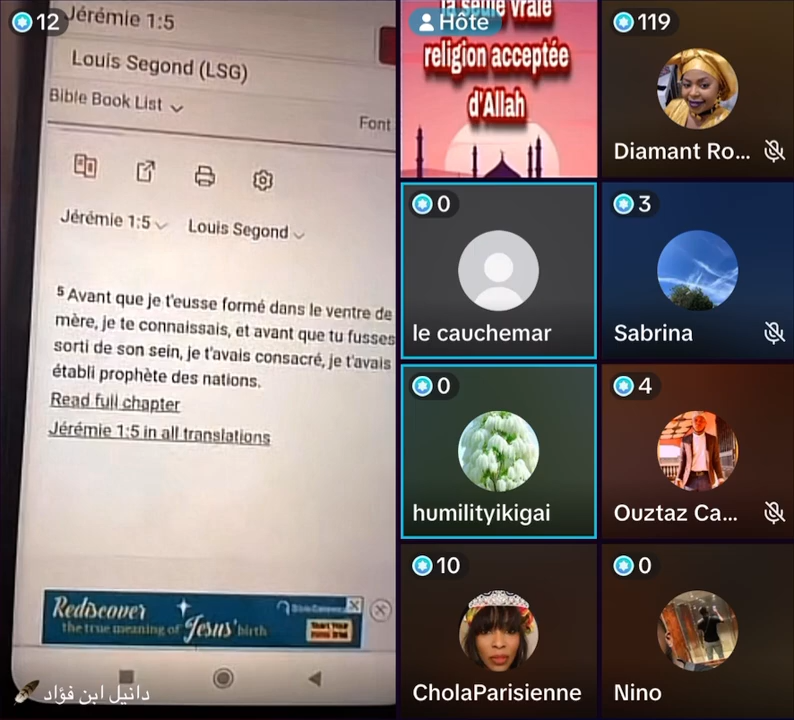 12
Jérémie 1:5
Louis Segond (LSG)
Bible Book List
Font
Jérémie 1:5
Louis Segond
5 Avant que je t'eusse formé dans le ventre de
mère, je te connaissais, et avant que tu fusses
sorti de son sein, je t'avais consacré, je t'avais
établi prophète des nations.
Read full chapter
Jérémie 1:5 in all translations
Rediscover
the true meaning of Jesus' birth
دانيل ابن فؤاد
Hôte
la seule vraie
religion acceptée
d'Allah
119
Diamant Ro...
0
le cauchemar
3
Sabrina
0
humilityikigai
4
Ouztaz Ca...
10
CholaParisienne
0
Nino